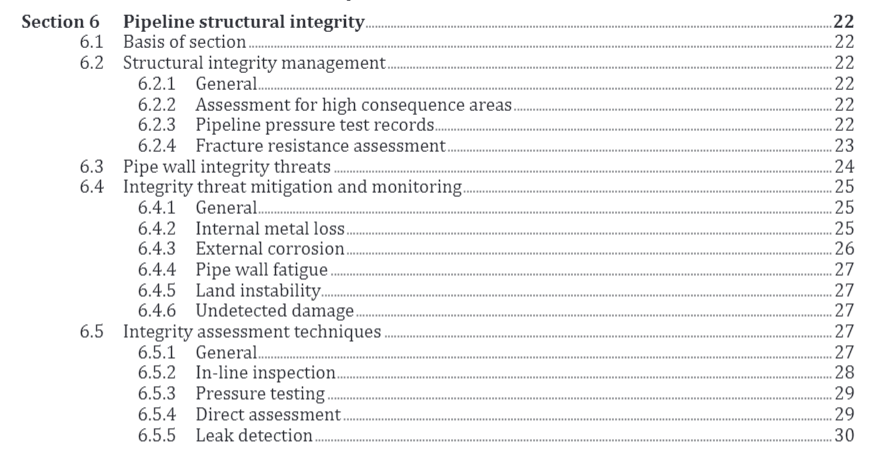 Section 6 Pipeline structural integrity 22
6.1 Basis of section 22
6.2 Structural integrity management 22
6.2.1 General 22
6.2.2 Assessment for high consequence areas 22
6.2.3 Pipeline pressure test records 22
6.2.4 Fracture resistance assessment 23
6.3 Pipe wall integrity threats 24
6.4 Integrity threat mitigation and monitoring 25
6.4.1 General 25
6.4.2 Internal metal loss 25
6.4.3 External corrosion 26
6.4.4 Pipe wall fatigue 27
6.4.5 Land instability 27
6.4.6 Undetected damage 27
6.5 Integrity assessment techniques 27
6.5.1 General 27
6.5.2 In-line inspection 28
6.5.3 Pressure testing 29
6.5.4 Direct assessment 29
6.5.5 Leak detection 30